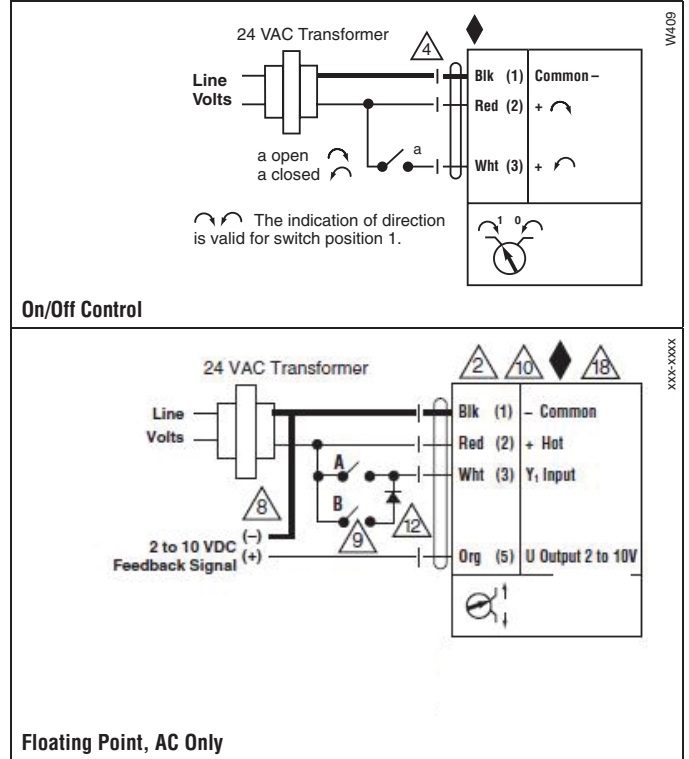 W409
24 VAC Transformer
4
Line
Volts
Blk (1) Common –
Red (2) +
a
Wht (3) +
a open
a closed
The indication of direction
is valid for switch position 1.
1 0
On/Off Control
xxx-xxxx
24 VAC Transformer
2 10 18
Line
Volts
Blk (1) – Common
Red (2) + Hot
A
Wht (3) Y₁ Input
8
B
12
9
2 to 10 VDC (–)
Feedback Signal (+)
Org (5) U Output 2 to 10V
1
Floating Point, AC Only